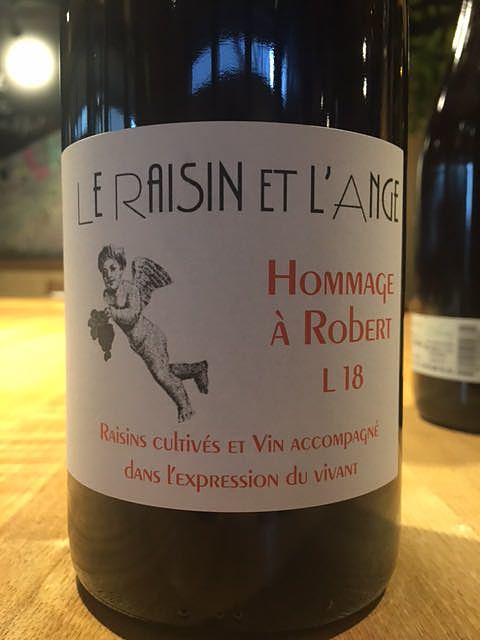 LE RAISIN ET L'ANGE
HOMMAGE
À ROBERT
L 18
RAISINS CULTIVÉS ET VIN ACCOMPAGNÉ
DANS L'EXPRESSION DU VIVANT